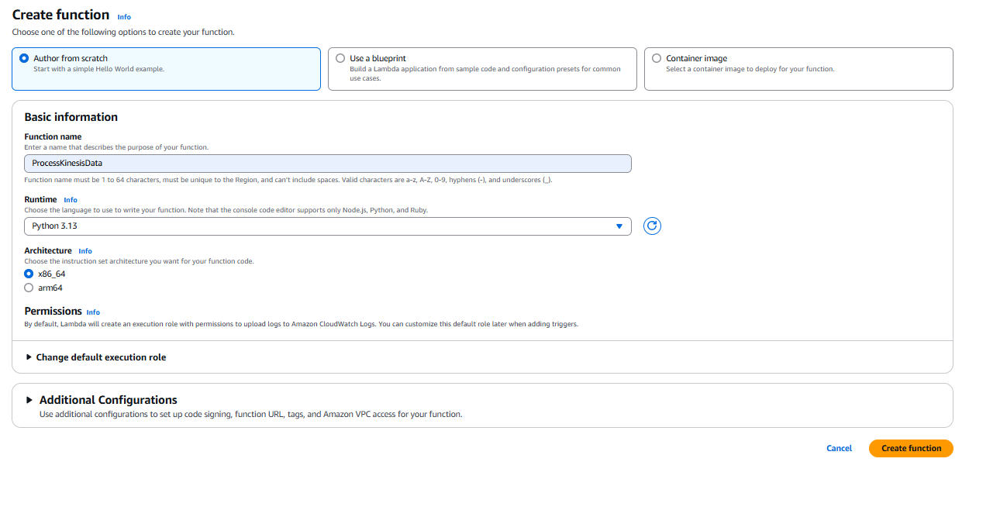 Create function Info
Choose one of the following options to create your function.
Author from scratch
Start with a simple Hello World example.
Use a blueprint
Build a Lambda application from sample code and configuration presets for common
use cases.
Container image
Select a container image to deploy for your function.
Basic information
Function name
Enter a name that describes the purpose of your function.
ProcessKinesisData
Function name must be 1 to 64 characters, must be unique to the Region, and can't include spaces. Valid characters are a-z, A-Z, 0-9, hyphens (-), and underscores (_).
Runtime Info
Choose the language to use to write your function. Note that the console code editor supports only Node.js, Python, and Ruby.
Python 3.13
Architecture Info
Choose the instruction set architecture you want for your function code.
x86_64
arm64
Permissions Info
By default, Lambda will create an execution role with permissions to upload logs to Amazon CloudWatch Logs. You can customize this default role later when adding triggers.
Change default execution role
Additional Configurations
Use additional configurations to set up code signing, function URL, tags, and Amazon VPC access for your function.
Cancel Create function